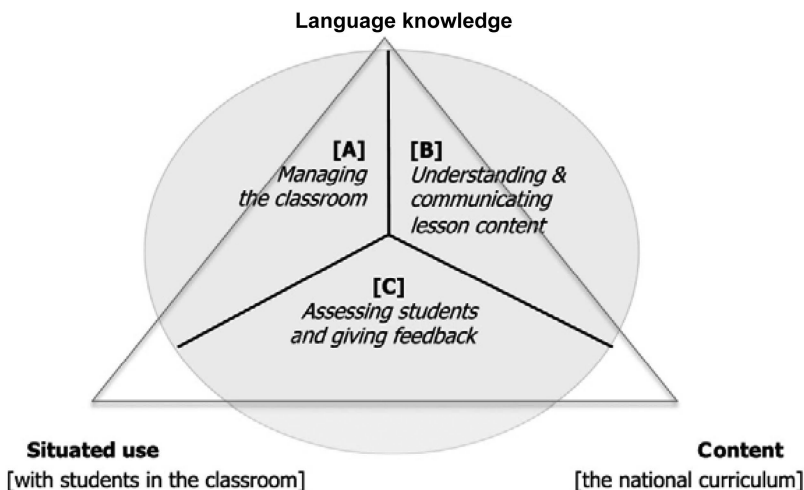 Language knowledge
[A]
Managing
the classroom
[B]
Understanding &
communicating
lesson content
[C]
Assessing students
and giving feedback
Situated use
[with students in the classroom]
Content
[the national curriculum]